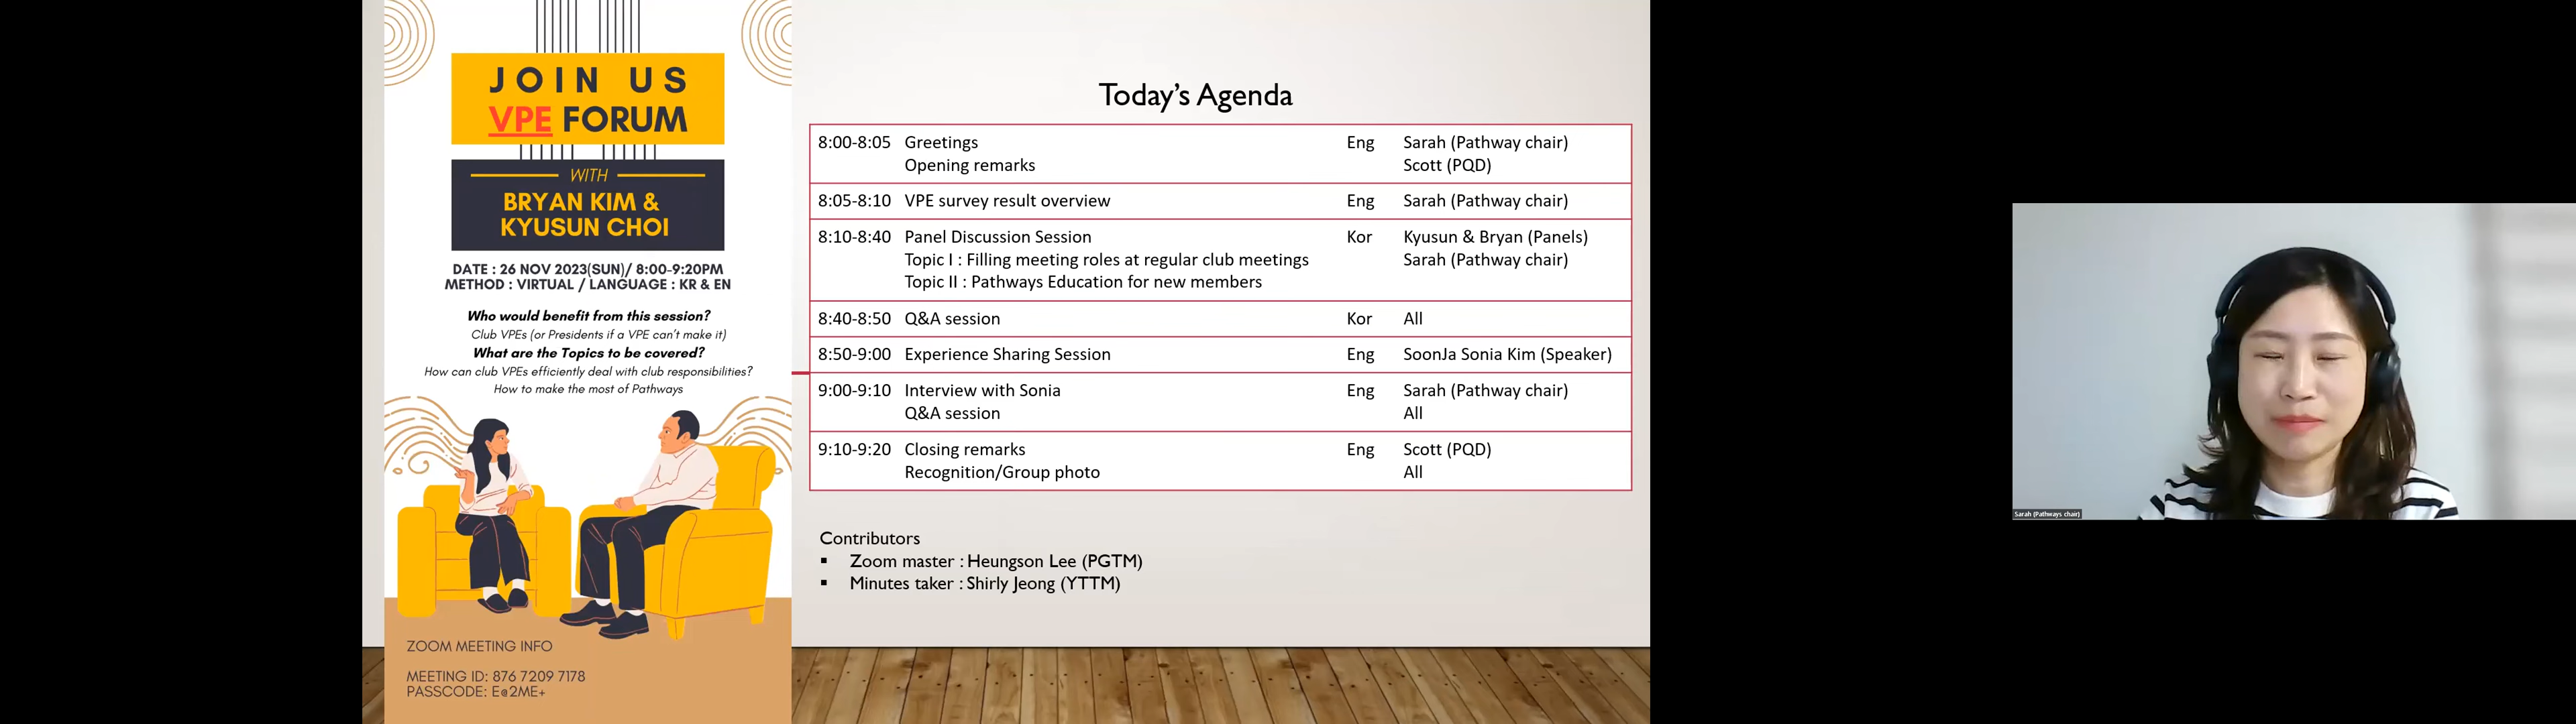 JOIN US
VPE FORUM
WITH
BRYAN KIM &
KYUSUN CHOI
DATE : 26 NOV 2023(SUN)/ 8:00-9:20PM
METHOD : VIRTUAL / LANGUAGE : KR & EN
Who would benefit from this session?
Club VPEs (or Presidents if a VPE can't make it)
What are the Topics to be covered?
How can club VPEs efficiently deal with club responsibilities?
How to make the most of Pathways
ZOOM MEETING INFO
MEETING ID: 876 7209 7178
PASSCODE: E@2ME+
Today's Agenda
8:00-8:05 Greetings Eng Sarah (Pathway chair)
Opening remarks Scott (PQD)
8:05-8:10 VPE survey result overview Eng Sarah (Pathway chair)
8:10-8:40 Panel Discussion Session Kor Kyusun & Bryan (Panels)
Topic I : Filling meeting roles at regular club meetings Sarah (Pathway chair)
Topic II : Pathways Education for new members
8:40-8:50 Q&A session Kor All
8:50-9:00 Experience Sharing Session Eng SoonJa Sonia Kim (Speaker)
9:00-9:10 Interview with Sonia Eng Sarah (Pathway chair)
Q&A session All
9:10-9:20 Closing remarks Eng Scott (PQD)
Recognition/Group photo All
Contributors
▪ Zoom master : Heungson Lee (PGTM)
▪ Minutes taker : Shirly Jeong (YTTM)
Sarah (Pathways chair)